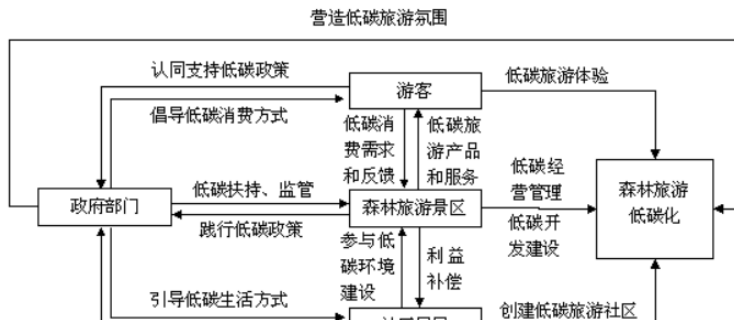 营造低碳旅游氛围
认同支持低碳政策
游客
低碳旅游体验
倡导低碳消费方式
低碳消
费需求
和反馈
低碳旅
游产品
和服务
低碳经
营管理
森林旅游
低碳化
低碳扶持、监管
政府部门
森林旅游景区
践行低碳政策
低碳开
发建设
参与低
碳环境
建设
利益
补偿
引导低碳生活方式
创建低碳旅游社区